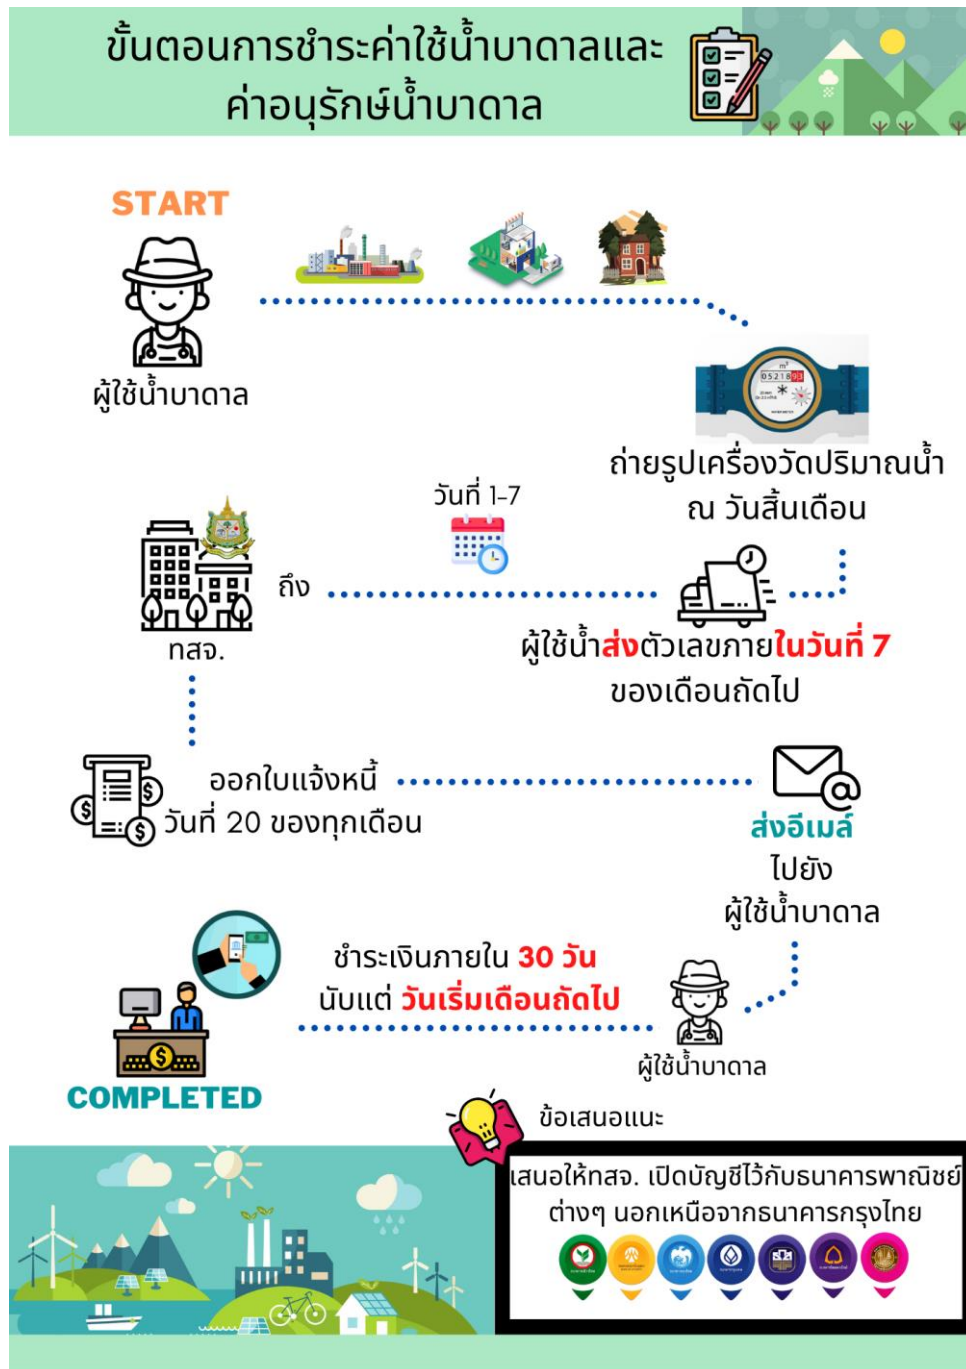 ขั้นตอนการชำระค่าใช้น้ำบาดาลและ
ค่าอนุรักษ์น้ำบาดาล
START
ผู้ใช้น้ำบาดาล
m³
0521893
ถ่ายรูปเครื่องวัดปริมาณน้ำ
ณ วันสิ้นเดือน
วันที่ 1-7
ถึง
ทสจ.
ผู้ใช้น้ำส่งตัวเลขภายในวันที่ 7
ของเดือนถัดไป
ออกใบแจ้งหนี้
วันที่ 20 ของทุกเดือน
ส่งอีเมล์
ไปยัง
ผู้ใช้น้ำบาดาล
ชำระเงินภายใน 30 วัน
นับแต่ วันเริ่มเดือนถัดไป
ผู้ใช้น้ำบาดาล
COMPLETED
ข้อเสนอแนะ
เสนอให้ทสจ. เปิดบัญชีไว้กับธนาคารพาณิชย์
ต่างๆ นอกเหนือจากธนาคารกรุงไทย